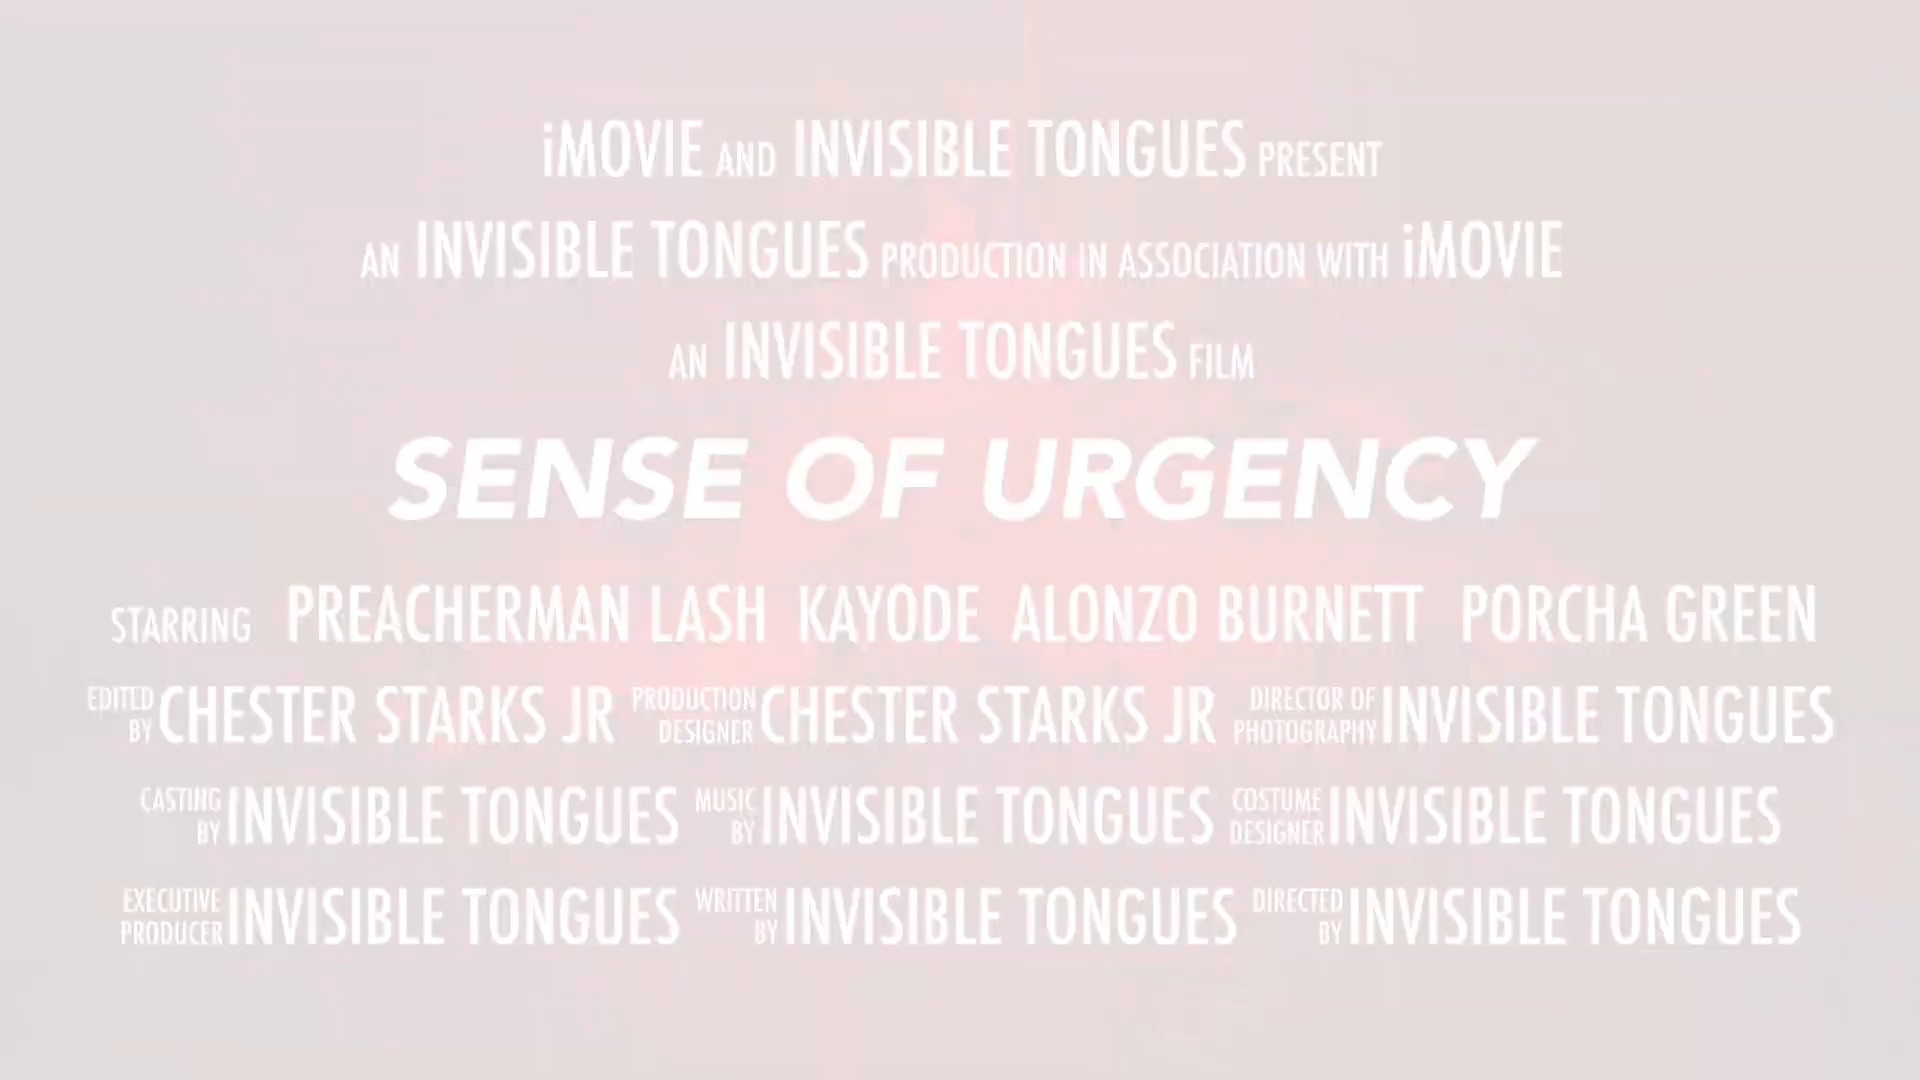 iMOVIE AND INVISIBLE TONGUES PRESENT
AN INVISIBLE TONGUES PRODUCTION IN ASSOCIATION WITH iMOVIE
AN INVISIBLE TONGUES FILM
SENSE OF URGENCY
STARRING PREACHERMAN LASH KAYODE ALONZO BURNETT PORCHA GREEN
EDITED BY CHESTER STARKS JR PRODUCTION DESIGNER CHESTER STARKS JR DIRECTOR OF PHOTOGRAPHY INVISIBLE TONGUES
CASTING BY INVISIBLE TONGUES MUSIC BY INVISIBLE TONGUES COSTUME DESIGNER INVISIBLE TONGUES
EXECUTIVE PRODUCER INVISIBLE TONGUES WRITTEN BY INVISIBLE TONGUES DIRECTED BY INVISIBLE TONGUES